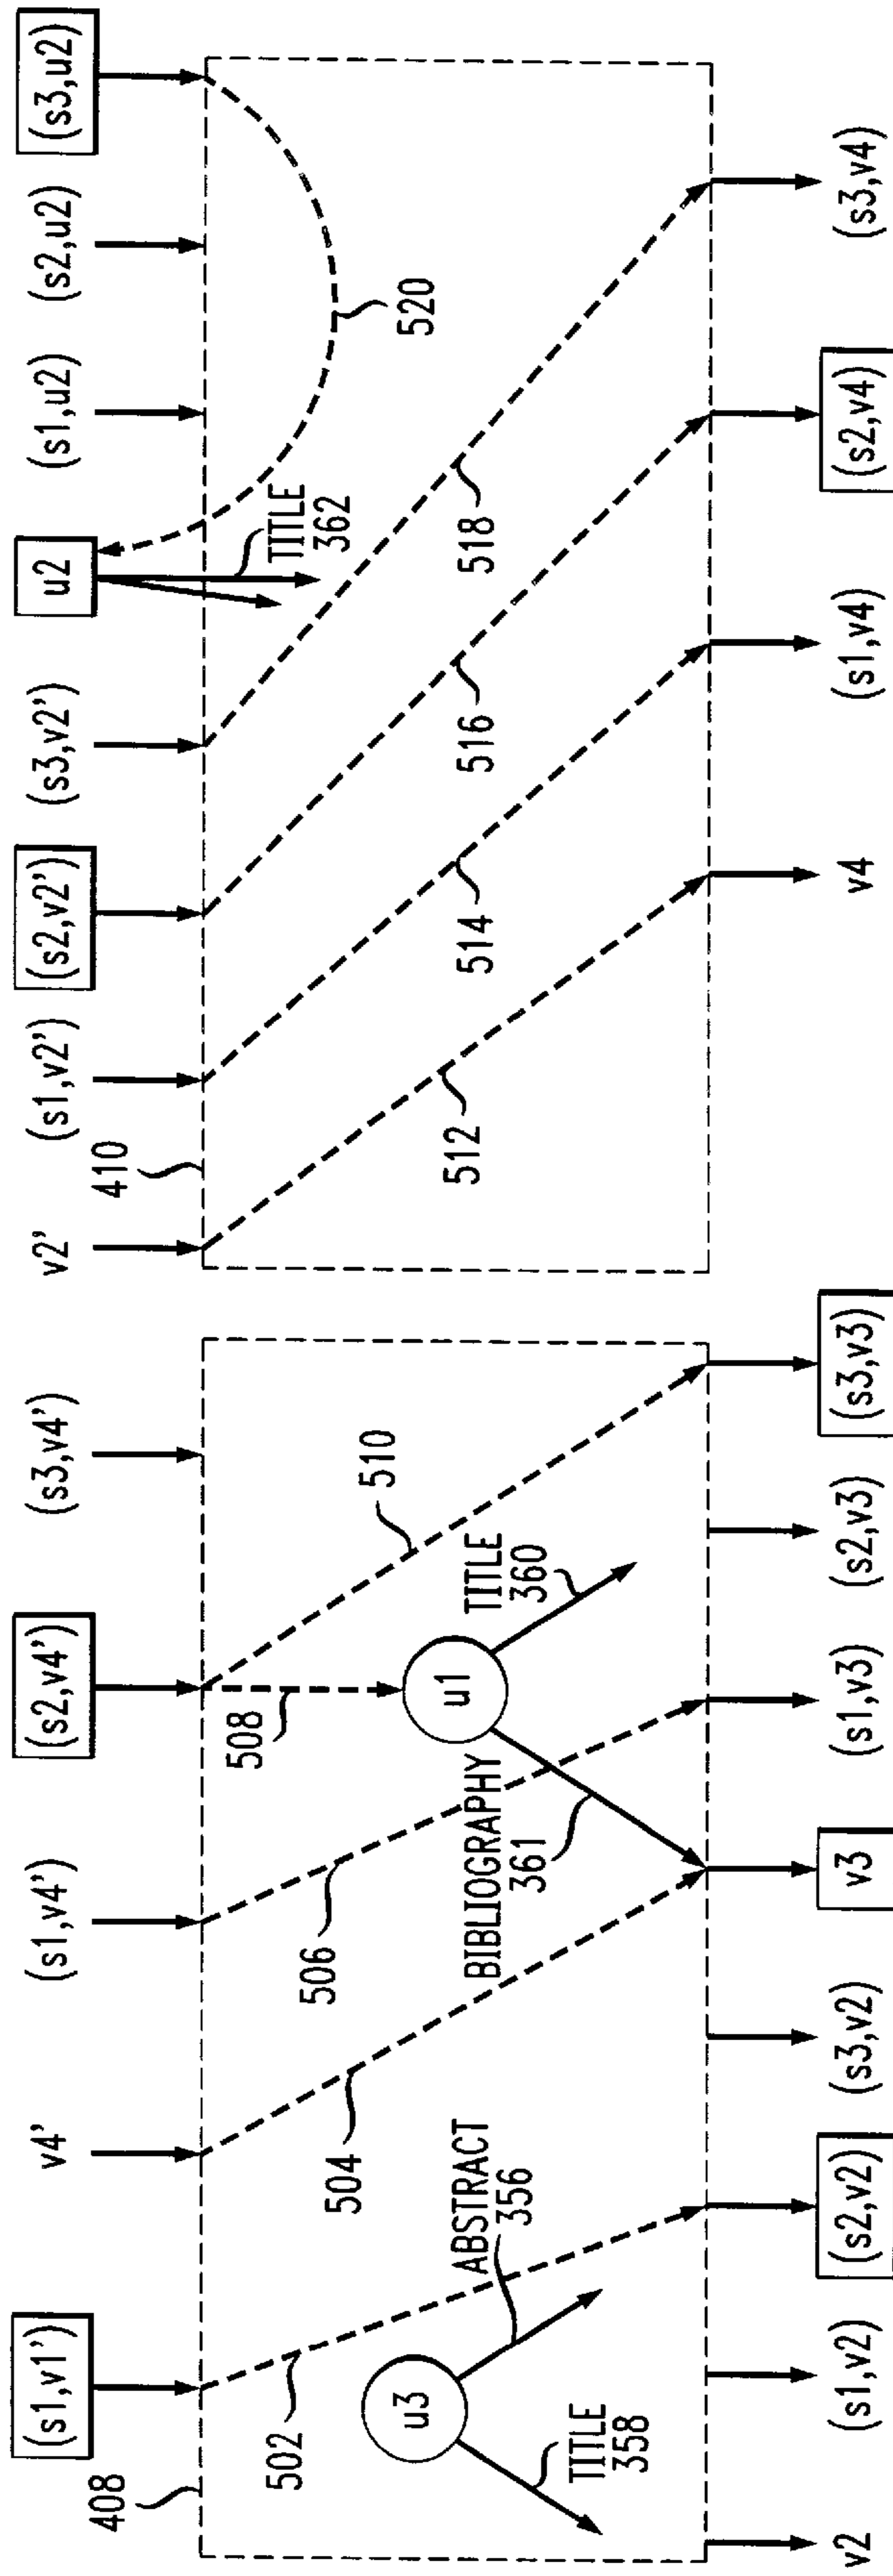 (s1,v1')
v4'
(s1,v4')
(s2,v4')
(s3,v4')
408
502
504
506
508
510
u3
u1
ABSTRACT
356
TITLE
358
BIBLIOGRAPHY
361
TITLE
360
v2
(s1,v2)
(s2,v2)
(s3,v2)
v3
(s1,v3)
(s2,v3)
(s3,v3)
v2'
(s1,v2')
(s2,v2')
(s3,v2')
u2
(s1,u2)
(s2,u2)
(s3,u2)
410
TITLE
362
520
512
514
516
518
v4
(s1,v4)
(s2,v4)
(s3,v4)